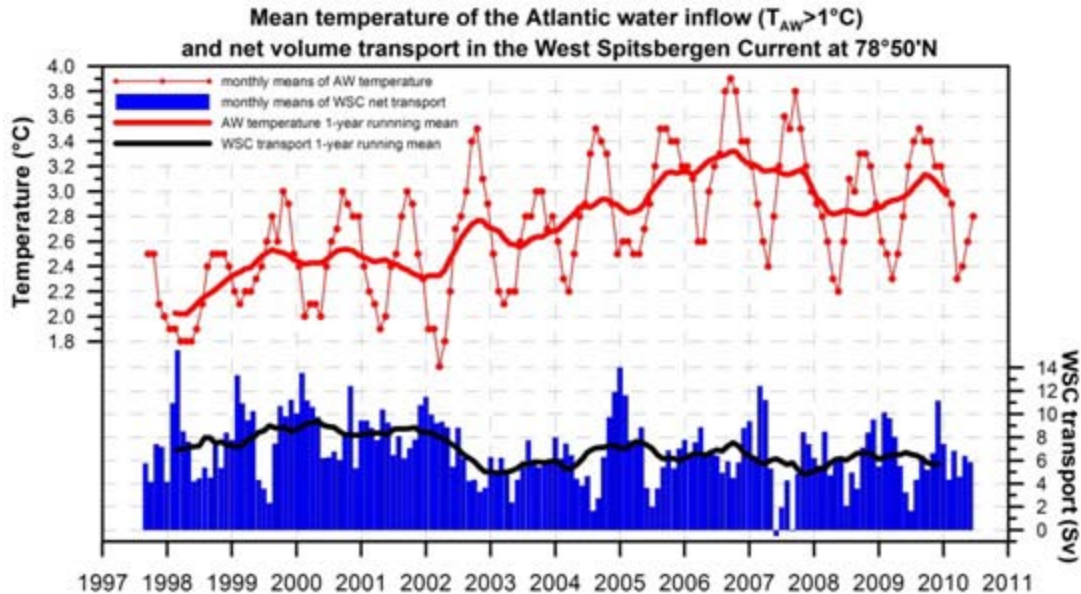 Mean temperature of the Atlantic water inflow (TAW>1°C)
and net volume transport in the West Spitsbergen Current at 78°50'N
4.0
3.8
3.6
3.4
3.2
3.0
2.8
2.6
2.4
2.2
2.0
1.8
Temperature (°C)
monthly means of AW temperature
monthly means of WSC net transport
AW temperature 1-year runnning mean
WSC transport 1-year running mean
14
12
10
8
6
4
2
0
WSC transport (Sv)
1997 1998 1999 2000 2001 2002 2003 2004 2005 2006 2007 2008 2009 2010 2011